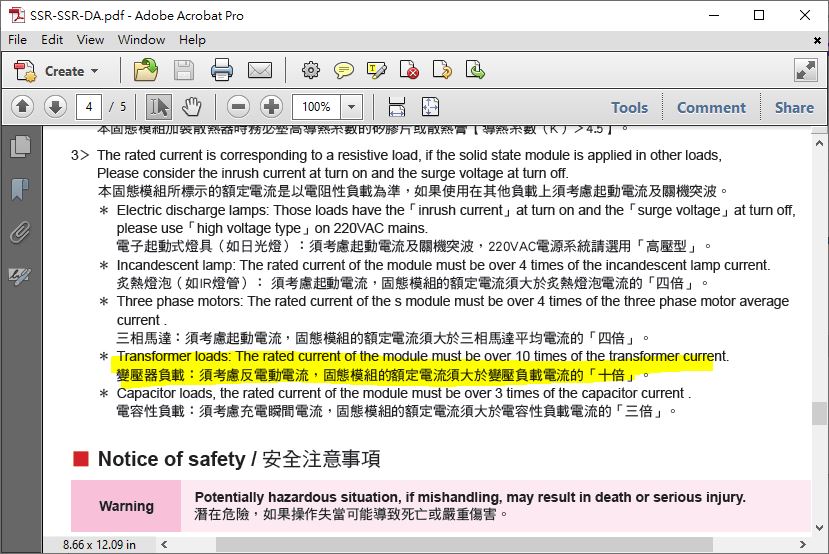 SSR-SSR-DA.pdf - Adobe Acrobat Pro
File Edit View Window Help
Create
4 / 5 100% Tools Comment Share
本固態模組加裝散熱器時務必墊高導熱系數的矽膠片或散熱膏【導熱系數（K）＞4.5】。
3＞ The rated current is corresponding to a resistive load, if the solid state module is applied in other loads,
Please consider the inrush current at turn on and the surge voltage at turn off.
本固態模組所標示的額定電流是以電阻性負載為準，如果使用在其他負載上須考慮起動電流及關機突波。
＊ Electric discharge lamps: Those loads have the「inrush current」at turn on and the「surge voltage」at turn off,
please use「high voltage type」on 220VAC mains.
電子起動式燈具（如日光燈）：須考慮起動電流及關機突波，220VAC電源系統請選用「高壓型」。
＊ Incandescent lamp: The rated current of the module must be over 4 times of the incandescent lamp current.
炙熱燈泡（如IR燈管）： 須考慮起動電流，固態模組的額定電流須大於炙熱燈泡電流的「四倍」。
＊ Three phase motors: The rated current of the s module must be over 4 times of the three phase motor average
current .
三相馬達：須考慮起動電流，固態模組的額定電流須大於三相馬達平均電流的「四倍」。
＊ Transformer loads: The rated current of the module must be over 10 times of the transformer current.
變壓器負載：須考慮反電動電流，固態模組的額定電流須大於變壓負載電流的「十倍」。
＊ Capacitor loads, the rated current of the module must be over 3 times of the capacitor current .
電容性負載：須考慮充電瞬間電流，固態模組的額定電流須大於電容性負載電流的「三倍」。
Notice of safety / 安全注意事項
Warning
Potentially hazardous situation, if mishandling, may result in death or serious injury.
潛在危險，如果操作失當可能導致死亡或嚴重傷害。
8.66 x 12.09 in